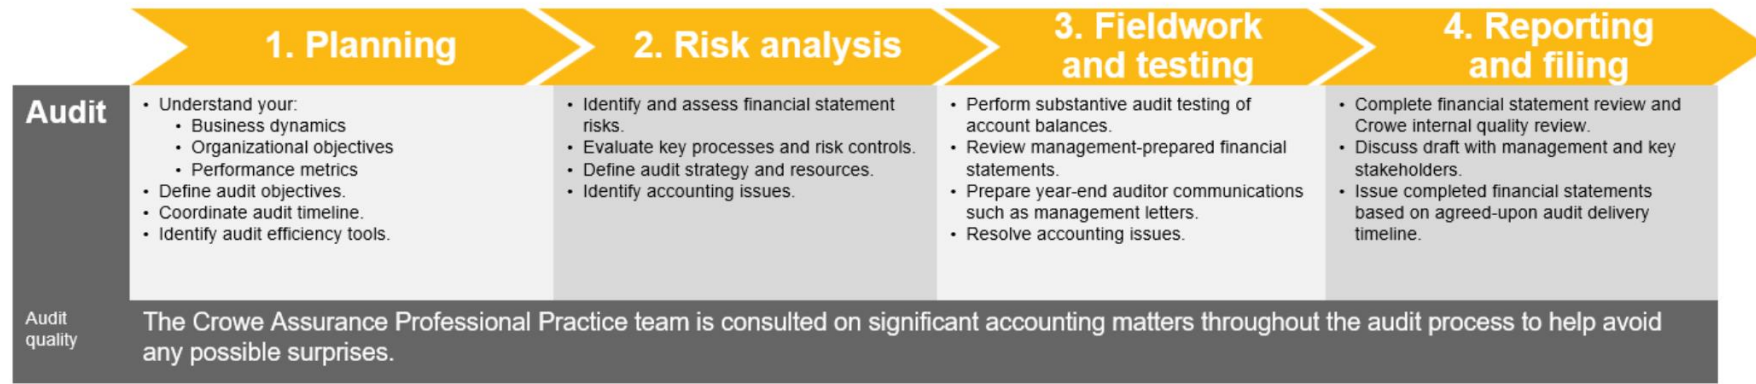 1. Planning
2. Risk analysis
3. Fieldwork
and testing
4. Reporting
and filing
Audit
• Understand your:
• Business dynamics
• Organizational objectives
• Performance metrics
• Define audit objectives.
• Coordinate audit timeline.
• Identify audit efficiency tools.
• Identify and assess financial statement
risks.
• Evaluate key processes and risk controls.
• Define audit strategy and resources.
• Identify accounting issues.
• Perform substantive audit testing of
account balances.
• Review management-prepared financial
statements.
• Prepare year-end auditor communications
such as management letters.
• Resolve accounting issues.
• Complete financial statement review and
Crowe internal quality review.
• Discuss draft with management and key
stakeholders.
• Issue completed financial statements
based on agreed-upon audit delivery
timeline.
Audit
quality
The Crowe Assurance Professional Practice team is consulted on significant accounting matters throughout the audit process to help avoid
any possible surprises.